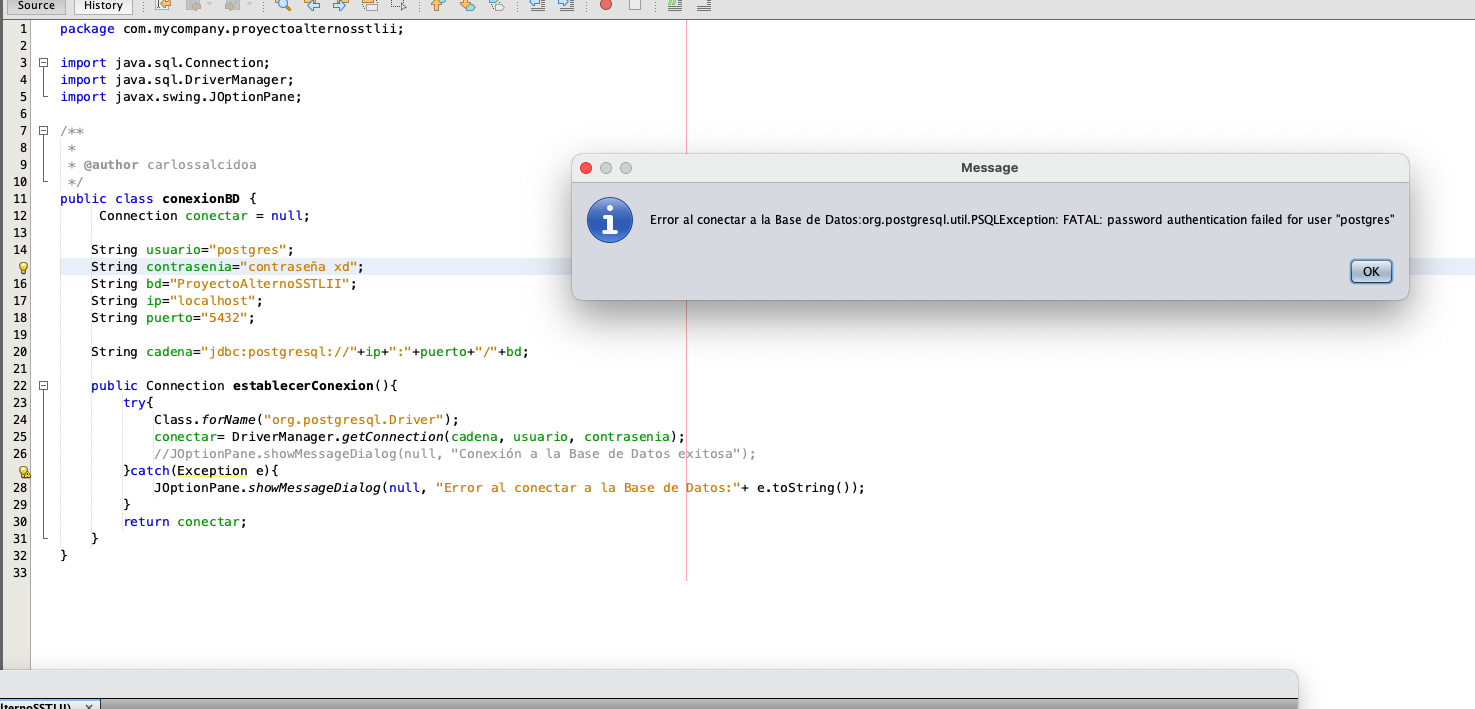 Source History
1 package com.mycompany.proyectoalternosstlii;
2
3 import java.sql.Connection;
4 import java.sql.DriverManager;
5 import javax.swing.JOptionPane;
6
7 /**
8 *
9 * @author carlossalcidoa
10 */
11 public class conexionBD {
12 Connection conectar = null;
13
14 String usuario="postgres";
String contrasenia="contraseña xd";
16 String bd="ProyectoAlternoSSTLII";
17 String ip="localhost";
18 String puerto="5432";
19
20 String cadena="jdbc:postgresql://"+ip+":"+puerto+"/"+bd;
21
22 public Connection establecerConexion(){
23 try{
24 Class.forName("org.postgresql.Driver");
25 conectar= DriverManager.getConnection(cadena, usuario, contrasenia);
26 //JOptionPane.showMessageDialog(null, "Conexión a la Base de Datos exitosa");
}catch(Exception e){
28 JOptionPane.showMessageDialog(null, "Error al conectar a la Base de Datos:"+ e.toString());
29 }
30 return conectar;
31 }
32 }
33
Message
Error al conectar a la Base de Datos:org.postgresql.util.PSQLException: FATAL: password authentication failed for user "postgres"
OK
lternoSSTLII) ×